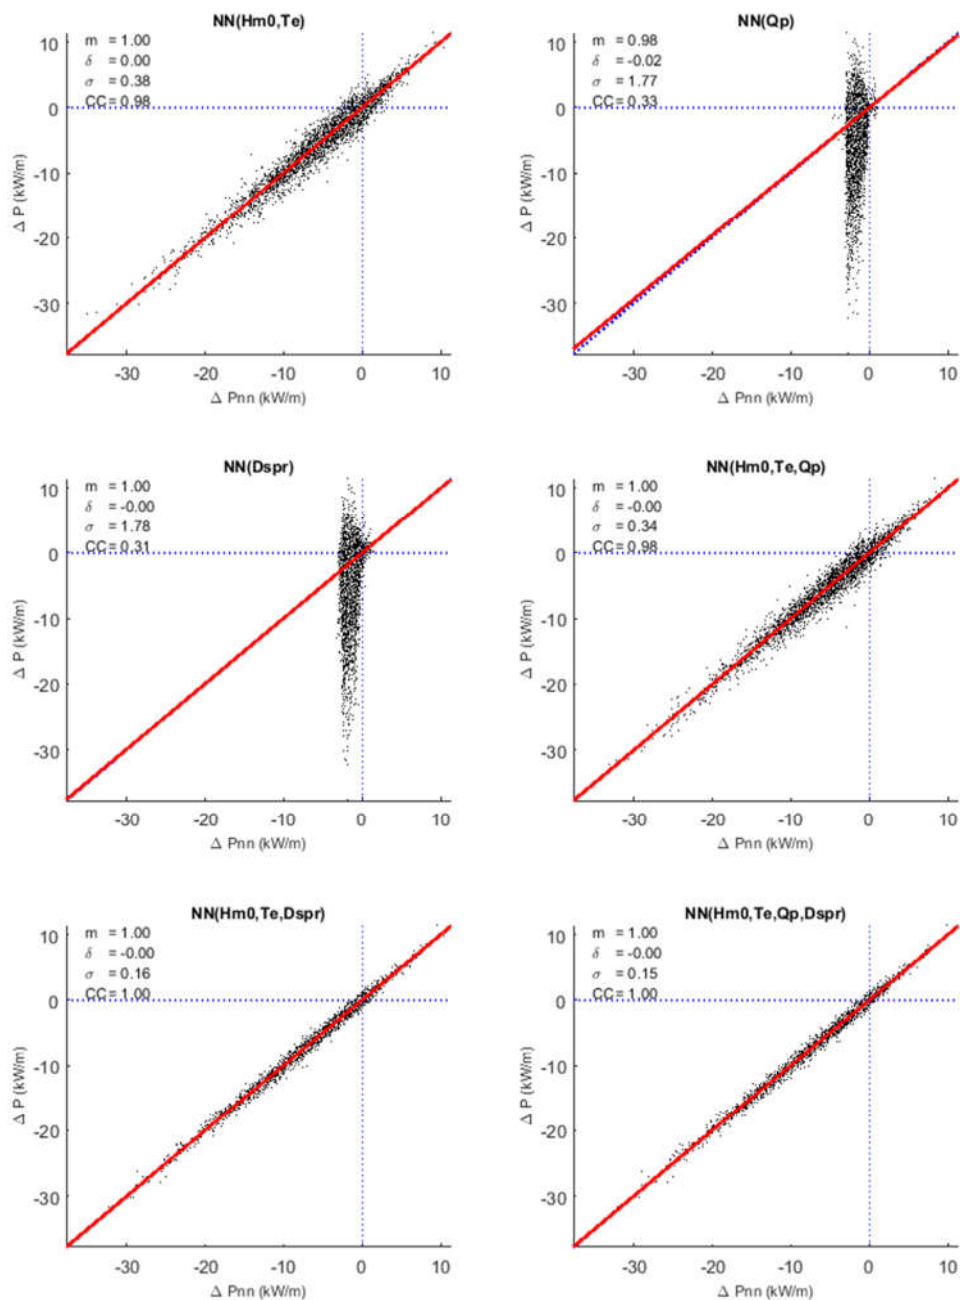 NN(Hm0,Te)
m = 1.00
δ = 0.00
σ = 0.38
CC= 0.98
10
0
-10
-20
-30
Δ P (kW/m)
-30 -20 -10 0 10
Δ Pnn (kW/m)
NN(Qp)
m = 0.98
δ = -0.02
σ = 1.77
CC= 0.33
10
0
-10
-20
-30
Δ P (kW/m)
-30 -20 -10 0 10
Δ Pnn (kW/m)
NN(Dspr)
m = 1.00
δ = -0.00
σ = 1.78
CC= 0.31
10
0
-10
-20
-30
Δ P (kW/m)
-30 -20 -10 0 10
Δ Pnn (kW/m)
NN(Hm0,Te,Qp)
m = 1.00
δ = -0.00
σ = 0.34
CC= 0.98
10
0
-10
-20
-30
Δ P (kW/m)
-30 -20 -10 0 10
Δ Pnn (kW/m)
NN(Hm0,Te,Dspr)
m = 1.00
δ = -0.00
σ = 0.16
CC= 1.00
10
0
-10
-20
-30
Δ P (kW/m)
-30 -20 -10 0 10
Δ Pnn (kW/m)
NN(Hm0,Te,Qp,Dspr)
m = 1.00
δ = -0.00
σ = 0.15
CC= 1.00
10
0
-10
-20
-30
Δ P (kW/m)
-30 -20 -10 0 10
Δ Pnn (kW/m)